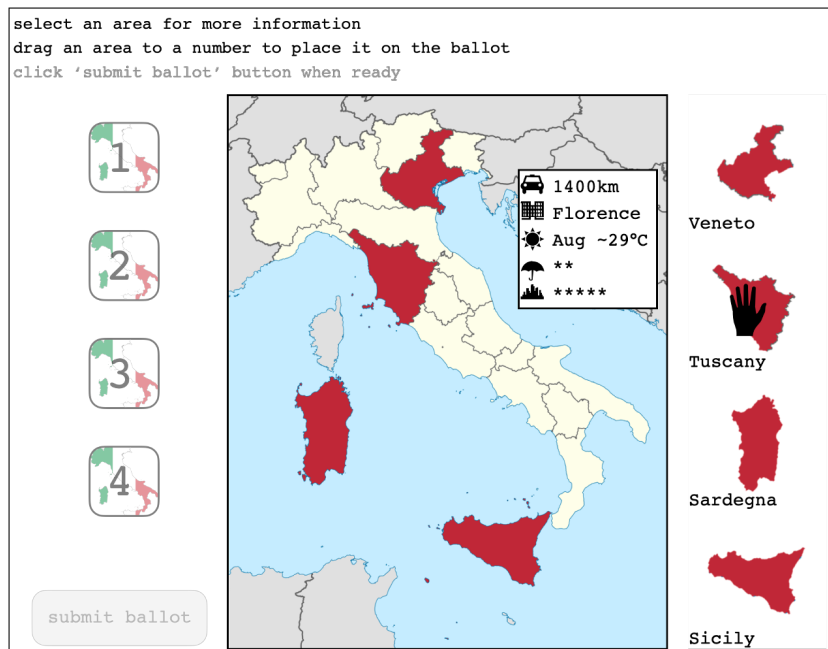 select an area for more information
drag an area to a number to place it on the ballot
click ‘submit ballot’ button when ready
1
2
3
4
submit ballot
1400km
Florence
Aug ~29°C
**
*****
Veneto
Tuscany
Sardegna
Sicily